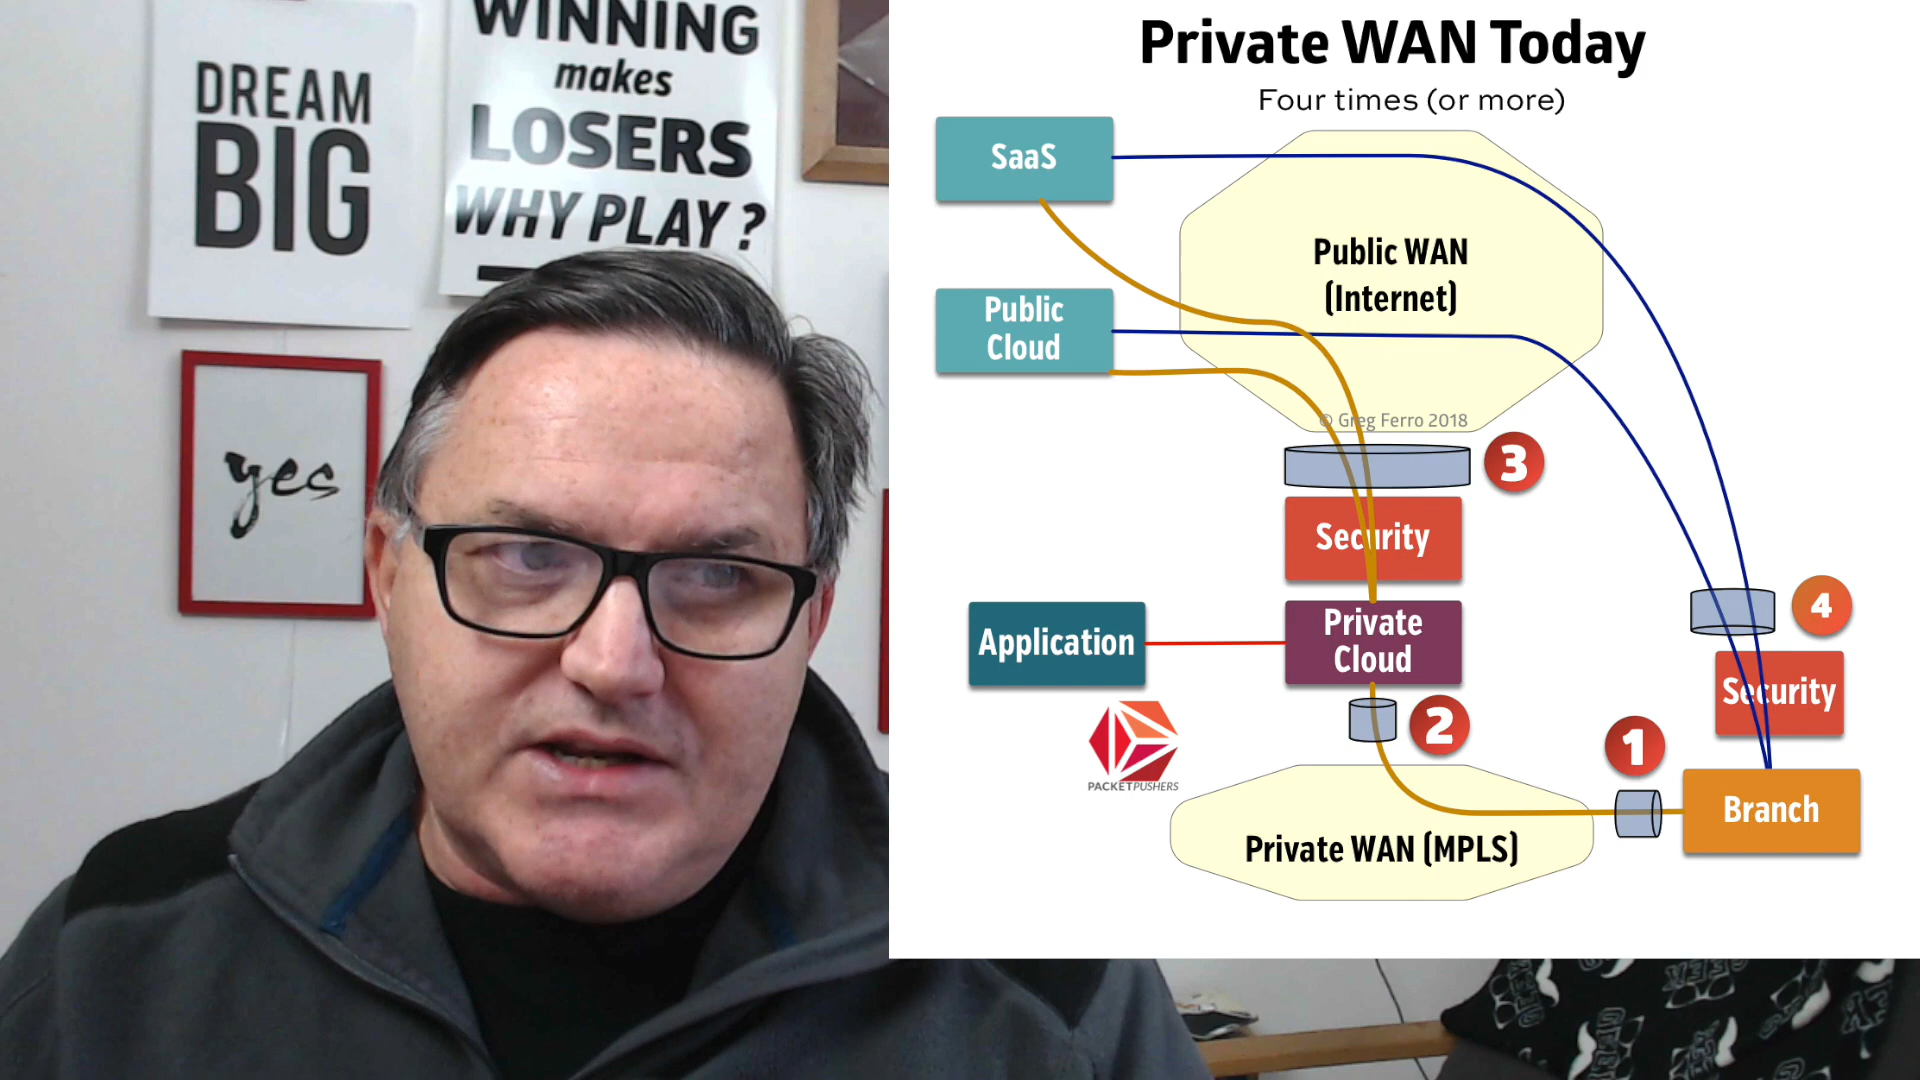 WINNING
makes
LOSERS
WHY PLAY ?
DREAM
BIG
yes
Private WAN Today
Four times (or more)
SaaS
Public WAN
(Internet)
Public
Cloud
© Greg Ferro 2018
3
Security
4
Application
Private
Cloud
Security
2
1
PACKETPUSHERS
Branch
Private WAN (MPLS)